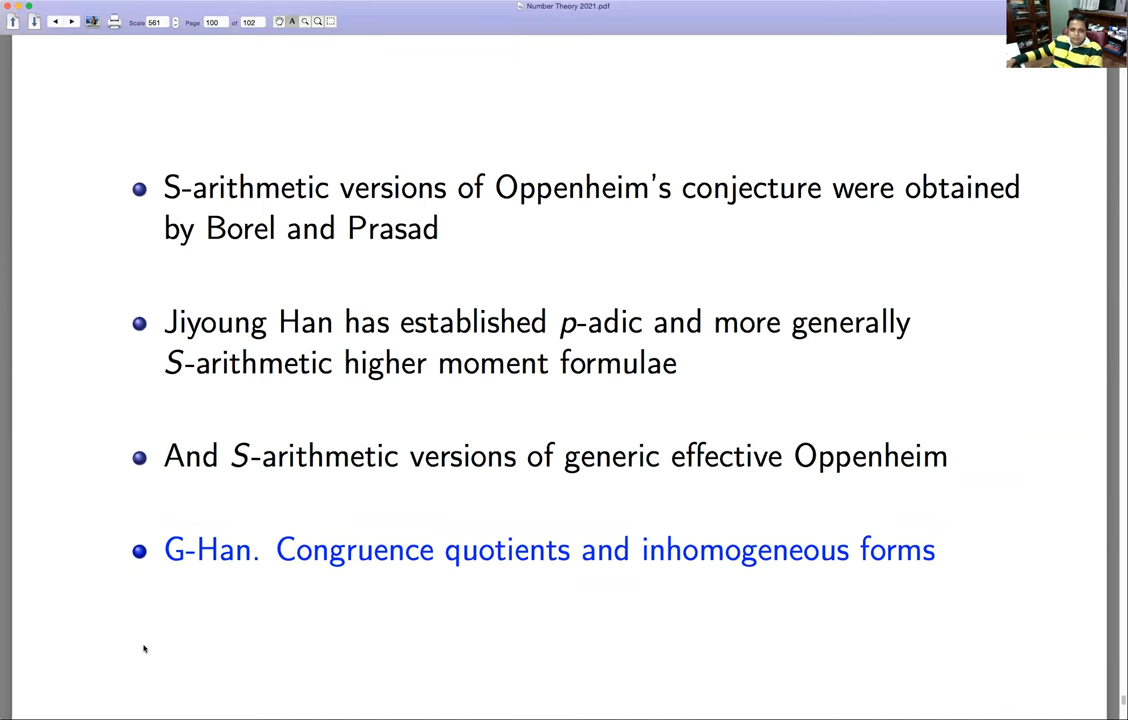 Number Theory 2021.pdf
Scale 561 Page 100 of 102
S-arithmetic versions of Oppenheim's conjecture were obtained
by Borel and Prasad
Jiyoung Han has established p-adic and more generally
S-arithmetic higher moment formulae
And S-arithmetic versions of generic effective Oppenheim
G-Han. Congruence quotients and inhomogeneous forms